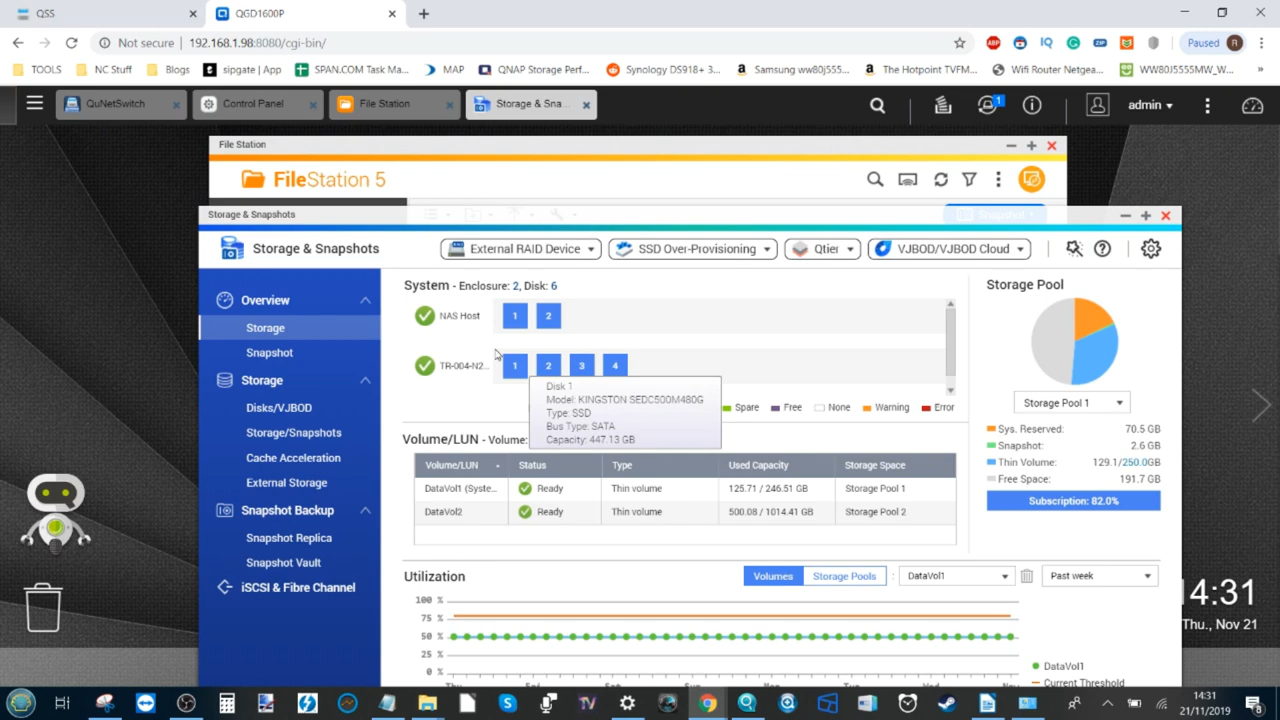 QSS
QGD1600P
Not secure | 192.168.1.98:8080/cgi-bin/
Paused R
TOOLS NC Stuff Blogs sipgate | App SPAN.COM Task Ma... MAP QNAP Storage Perf... Synology DS918+ 3... Samsung ww80j555... The Hotpoint TVFM... Wifi Router Netgea... WW80J5555MW_W... »
QuNetSwitch
Control Panel
File Station
Storage & Sna...
1
admin
File Station
FileStation 5
Snapshot
Storage & Snapshots
Storage & Snapshots
External RAID Device
SSD Over-Provisioning
Qtier
VJBOD/VJBOD Cloud
Overview
Storage
Snapshot
Storage
Disks/VJBOD
Storage/Snapshots
Cache Acceleration
External Storage
Snapshot Backup
Snapshot Replica
Snapshot Vault
iSCSI & Fibre Channel
System - Enclosure: 2, Disk: 6
NAS Host 1 2
TR-004-N2... 1 2 3 4
Disk 1
Model: KINGSTON SEDC500M480G
Type: SSD
Bus Type: SATA
Capacity: 447.13 GB
Spare Free None Warning Error
Volume/LUN - Volume:
Volume/LUN Status Type Used Capacity Storage Space
DataVol1 (Syste... Ready Thin volume 125.71 / 246.51 GB Storage Pool 1
DataVol2 Ready Thin volume 500.08 / 1014.41 GB Storage Pool 2
Storage Pool
Storage Pool 1
Sys. Reserved: 70.5 GB
Snapshot: 2.6 GB
Thin Volume: 129.1/250.0GB
Free Space: 191.7 GB
Subscription: 82.0%
Utilization
Volumes Storage Pools : DataVol1 Past week
100 %
75 %
50 %
25 %
0 %
DataVol1
Current Threshold
14:31
Thu., Nov 21
14:31
21/11/2019
8